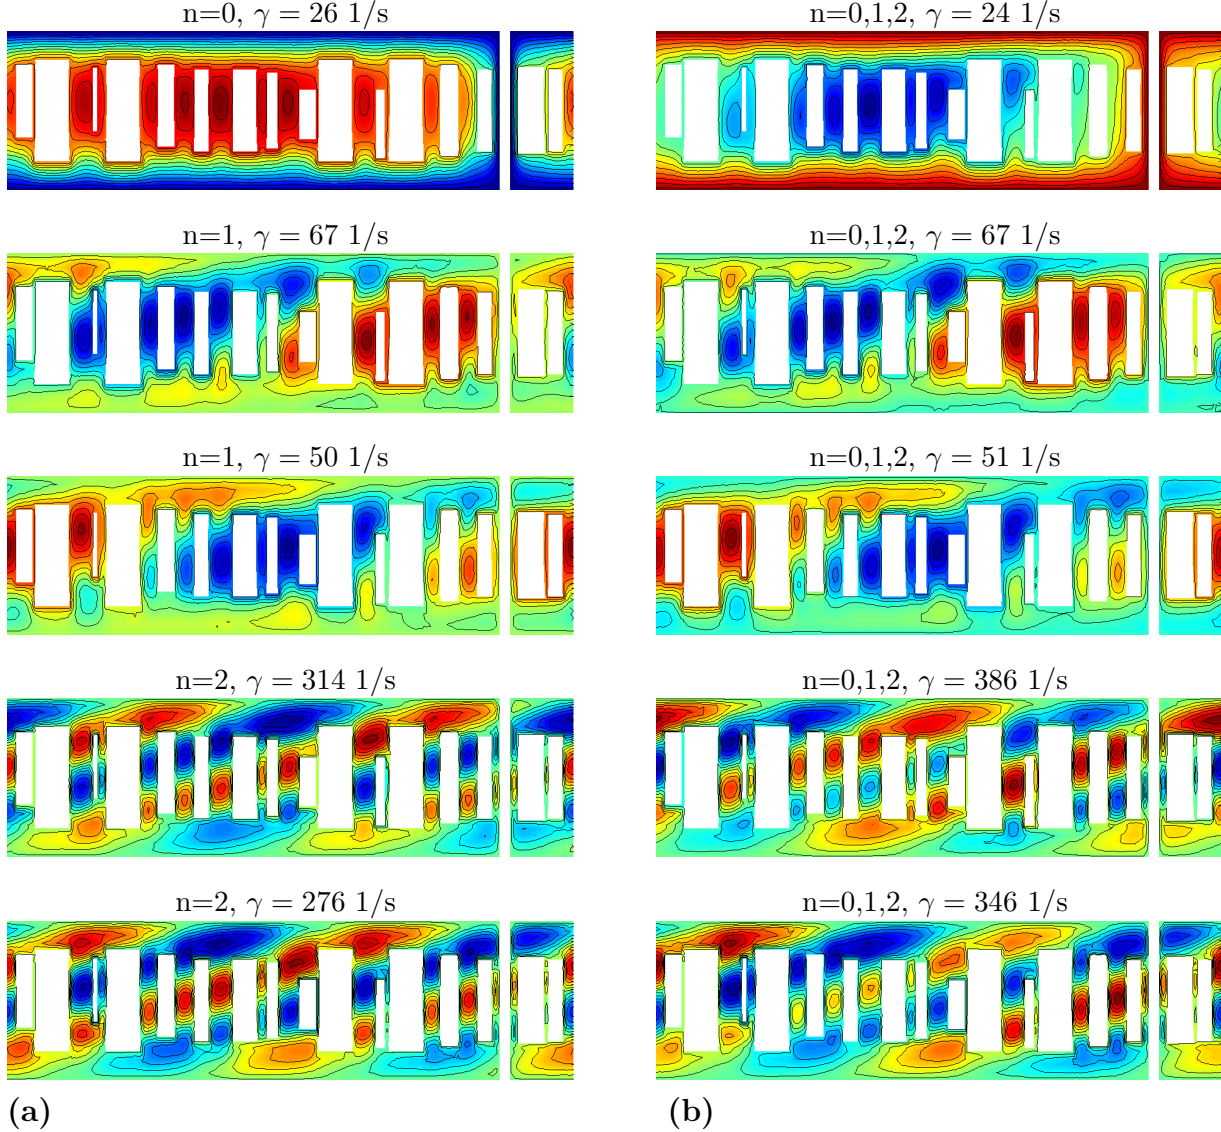 n=0, γ = 26 1/s
n=0,1,2, γ = 24 1/s
n=1, γ = 67 1/s
n=0,1,2, γ = 67 1/s
n=1, γ = 50 1/s
n=0,1,2, γ = 51 1/s
n=2, γ = 314 1/s
n=0,1,2, γ = 386 1/s
n=2, γ = 276 1/s
n=0,1,2, γ = 346 1/s
(a)
(b)